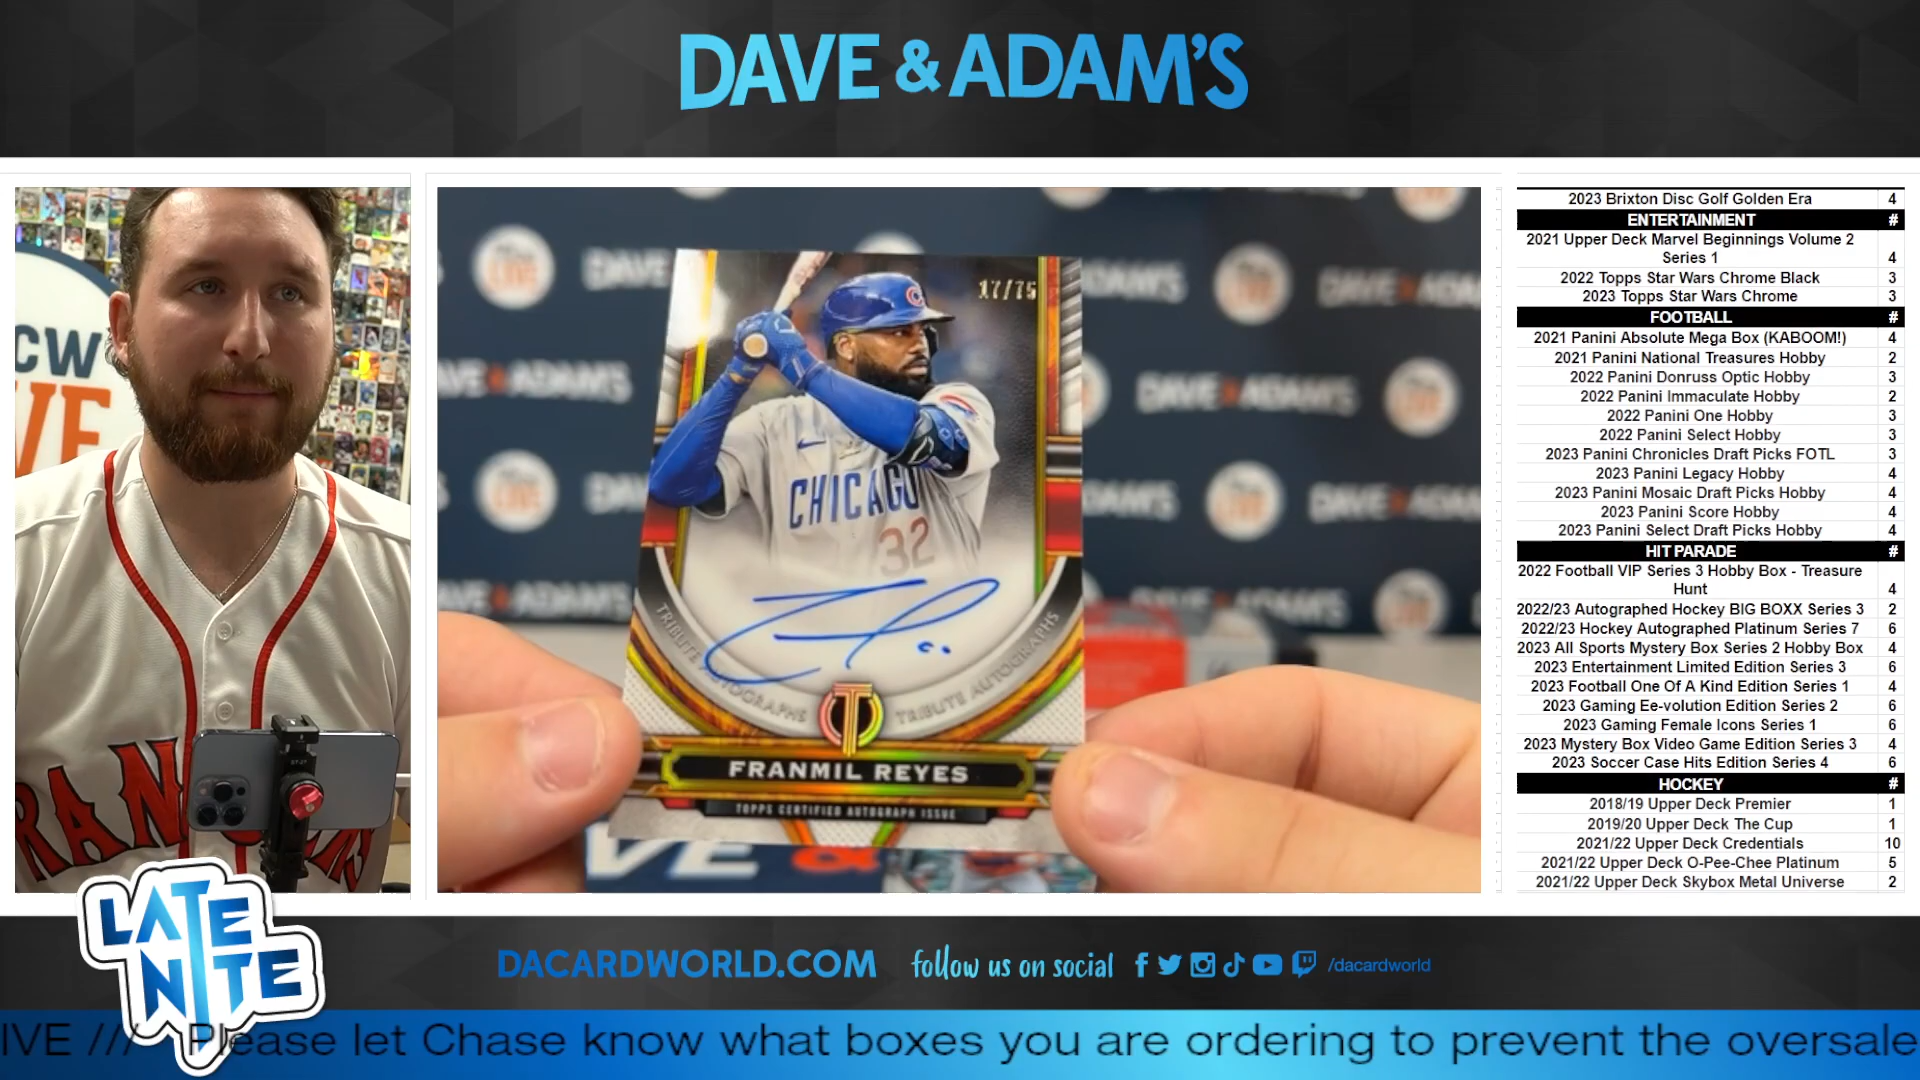 DAVE & ADAM'S
CW
DAVE
17/75
CHICAGO
32
TRIBUTE AUTOGRAPHS
TRIBUTE AUTOGRAPHS
T
FRANMIL REYES
TOPPS CERTIFIED AUTOGRAPH ISSUE
2023 Brixton Disc Golf Golden Era 4
ENTERTAINMENT #
2021 Upper Deck Marvel Beginnings Volume 2
Series 1 4
2022 Topps Star Wars Chrome Black 3
2023 Topps Star Wars Chrome 3
FOOTBALL #
2021 Panini Absolute Mega Box (KABOOM!) 4
2021 Panini National Treasures Hobby 2
2022 Panini Donruss Optic Hobby 3
2022 Panini Immaculate Hobby 2
2022 Panini One Hobby 3
2022 Panini Select Hobby 3
2023 Panini Chronicles Draft Picks FOTL 3
2023 Panini Legacy Hobby 4
2023 Panini Mosaic Draft Picks Hobby 4
2023 Panini Score Hobby 4
2023 Panini Select Draft Picks Hobby 4
HIT PARADE #
2022 Football VIP Series 3 Hobby Box - Treasure
Hunt 4
2022/23 Autographed Hockey BIG BOXX Series 3 2
2022/23 Hockey Autographed Platinum Series 7 6
2023 All Sports Mystery Box Series 2 Hobby Box 4
2023 Entertainment Limited Edition Series 3 6
2023 Football One Of A Kind Edition Series 1 4
2023 Gaming Ee-volution Edition Series 2 6
2023 Gaming Female Icons Series 1 6
2023 Mystery Box Video Game Edition Series 3 4
2023 Soccer Case Hits Edition Series 4 6
HOCKEY #
2018/19 Upper Deck Premier 1
2019/20 Upper Deck The Cup 1
2021/22 Upper Deck Credentials 10
2021/22 Upper Deck O-Pee-Chee Platinum 5
2021/22 Upper Deck Skybox Metal Universe 2
LATE
NITE
DACARDWORLD.COM follow us on social /dacardworld
IVE /// Please let Chase know what boxes you are ordering to prevent the oversale